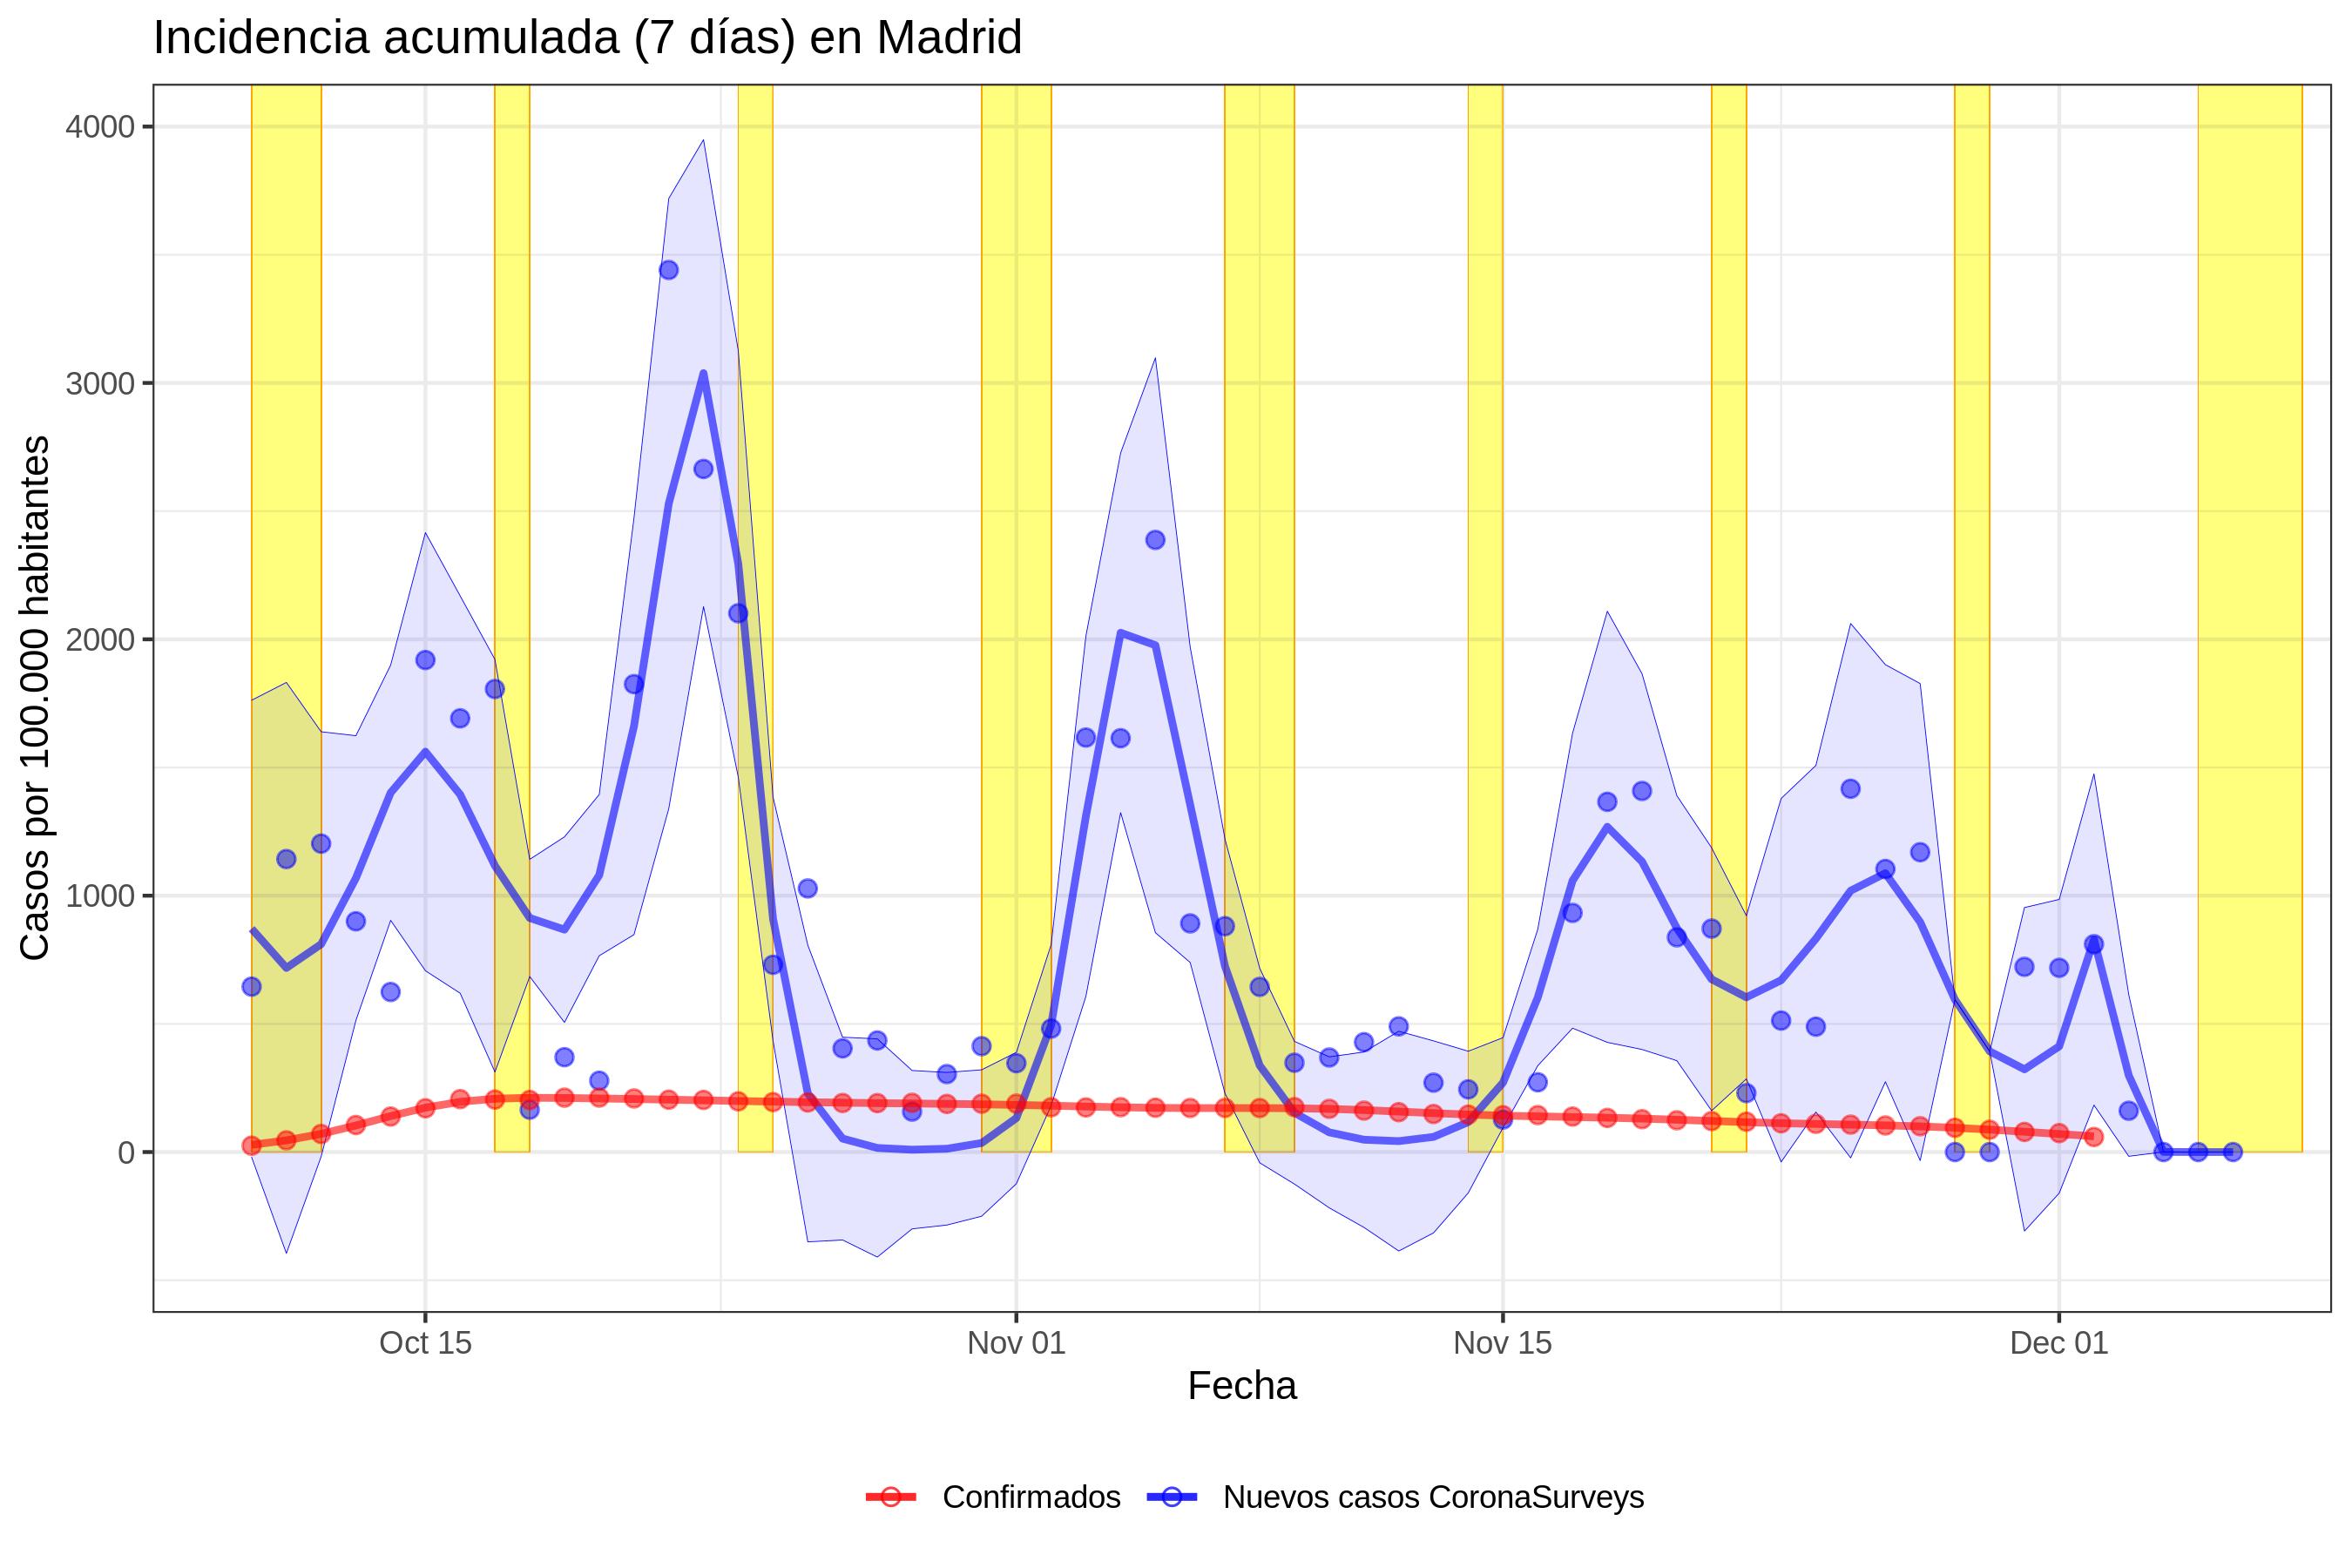 Incidencia acumulada (7 días) en Madrid
Casos por 100.000 habitantes
4000
3000
2000
1000
0
Oct 15
Nov 01
Nov 15
Dec 01
Fecha
Confirmados
Nuevos casos CoronaSurveys